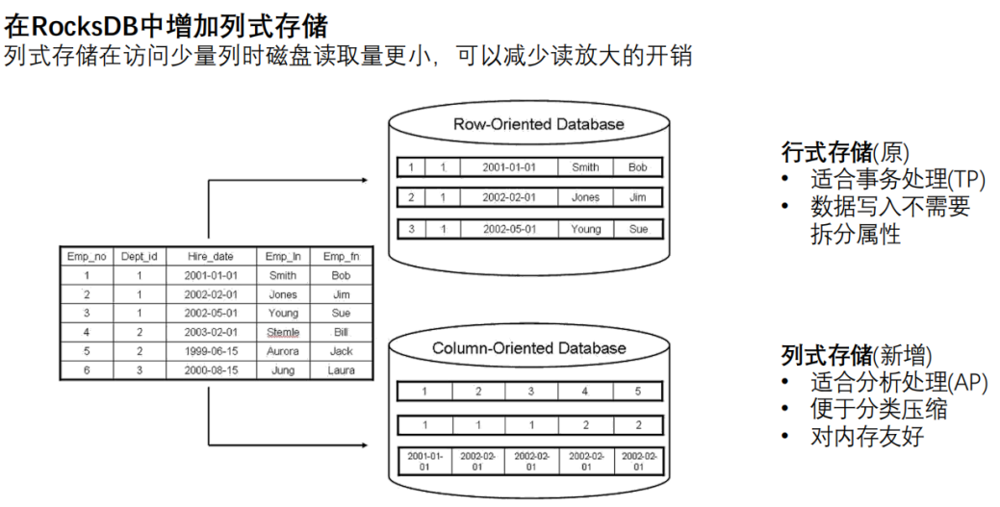 在RocksDB中增加列式存储
列式存储在访问少量列时磁盘读取量更小，可以减少读放大的开销
Row-Oriented Database
1 1 2001-01-01 Smith Bob
2 1 2002-02-01 Jones Jim
3 1 2002-05-01 Young Sue
行式存储(原)
• 适合事务处理(TP)
• 数据写入不需要
拆分属性
Emp_no Dept_id Hire_date Emp_ln Emp_fn
1 1 2001-01-01 Smith Bob
2 1 2002-02-01 Jones Jim
3 1 2002-05-01 Young Sue
4 2 2003-02-01 Stemle Bill
5 2 1999-06-15 Aurora Jack
6 3 2000-08-15 Jung Laura
Column-Oriented Database
1 2 3 4 5
1 1 1 2 2
2001-01- 2002-02- 2002-02- 2002-02- 2002-02-
01 01 01 01 01
列式存储(新增)
• 适合分析处理(AP)
• 便于分类压缩
• 对内存友好